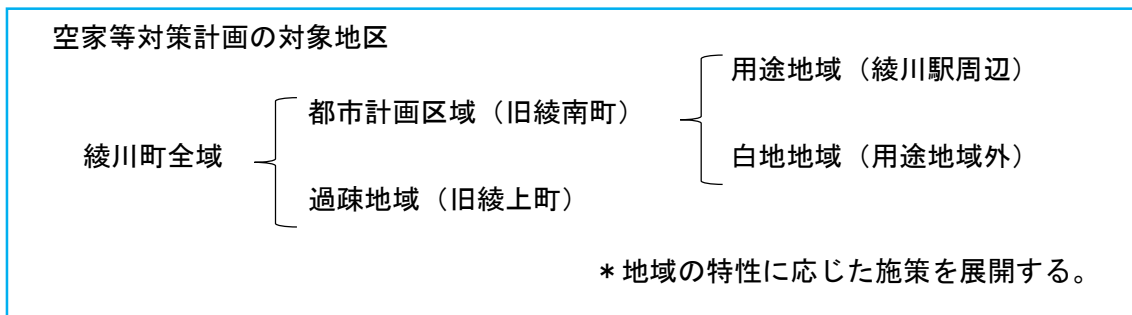 空家等対策計画の対象地区
用途地域（綾川駅周辺）
都市計画区域（旧綾南町）
綾川町全域
白地地域（用途地域外）
過疎地域（旧綾上町）
＊地域の特性に応じた施策を展開する。